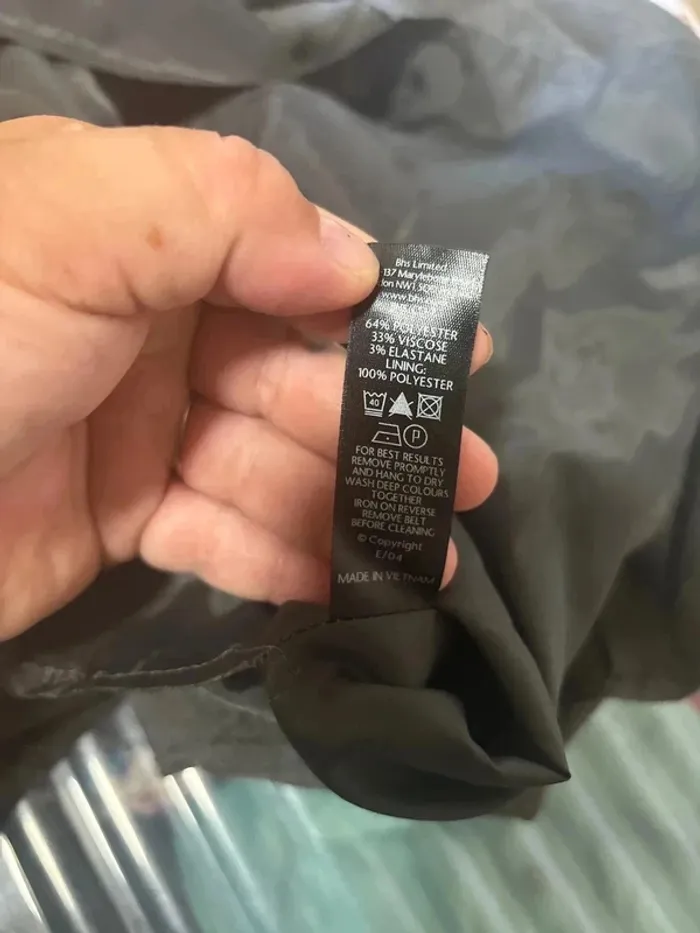 Bhs Limited
137 Marylebone
NW1
www.bhs
64% POLYESTER
33% VISCOSE
3% ELASTANE
LINING:
100% POLYESTER
40
P
FOR BEST RESULTS
REMOVE PROMPTLY
AND HANG TO DRY
WASH DEEP COLOURS
TOGETHER
IRON ON REVERSE
REMOVE BELT
BEFORE CLEANING
© Copyright
E/04
MADE IN VIETNAM